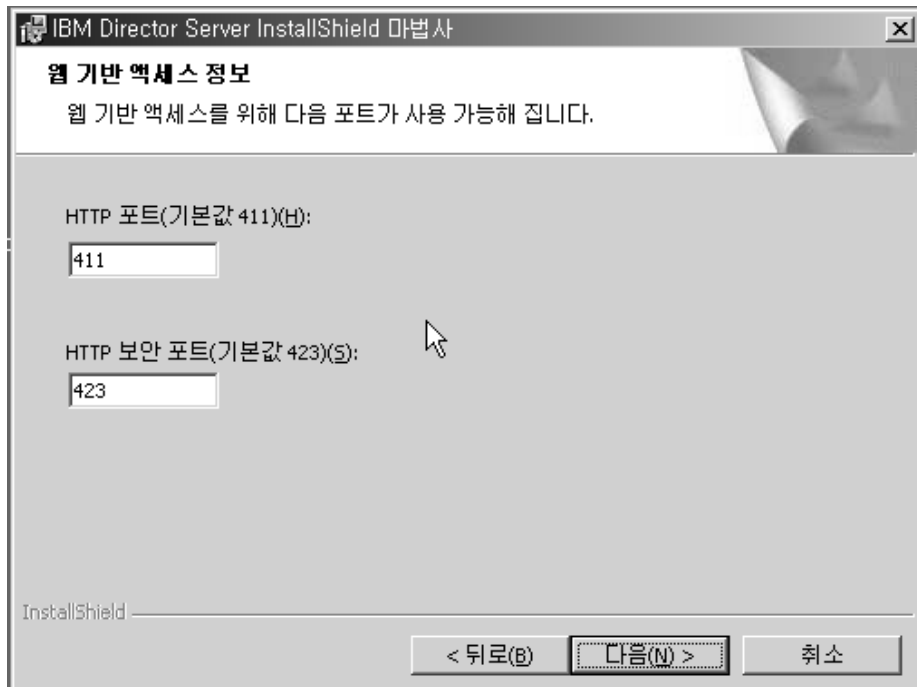 IBM Director Server InstallShield 마법사
웹 기반 액세스 정보
웹 기반 액세스를 위해 다음 포트가 사용 가능해 집니다.
HTTP 포트(기본값 411)(H):
411
HTTP 보안 포트(기본값 423)(S):
423
InstallShield
< 뒤로(B) 다음(N) > 취소